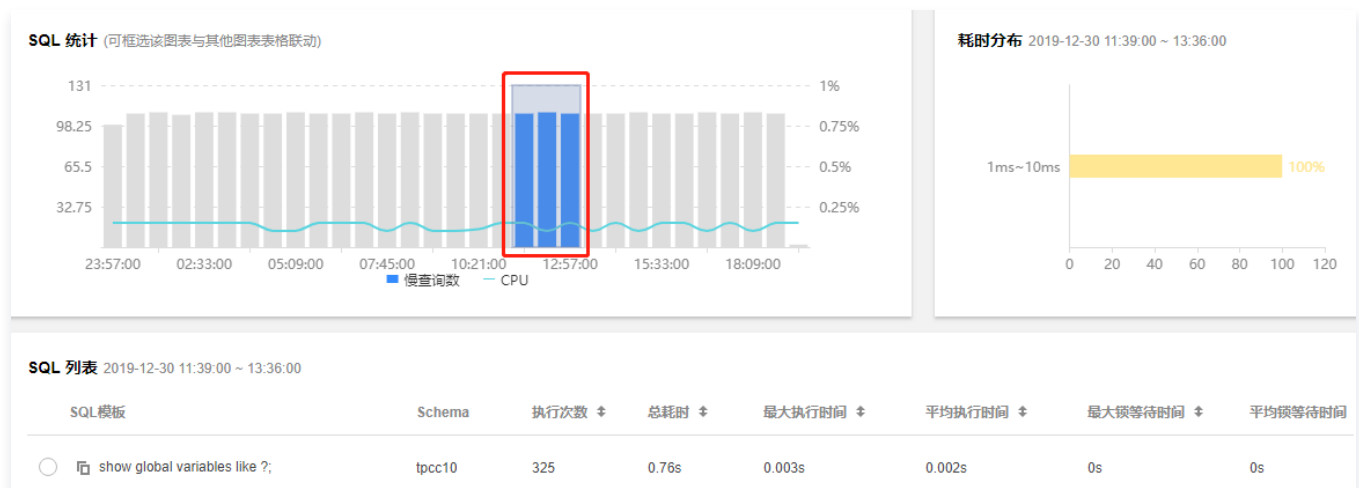 SQL 统计 (可框选该图表与其他图表表格联动)
131
98.25
65.5
32.75
1%
0.75%
0.5%
0.25%
23:57:00 02:33:00 05:09:00 07:45:00 10:21:00 12:57:00 15:33:00 18:09:00
慢查询数 CPU
耗时分布 2019-12-30 11:39:00 ~ 13:36:00
1ms~10ms
100%
0 20 40 60 80 100 120
SQL 列表 2019-12-30 11:39:00 ~ 13:36:00
SQL模板 Schema 执行次数 总耗时 最大执行时间 平均执行时间 最大锁等待时间 平均锁等待时间
show global variables like ?; tpcc10 325 0.76s 0.003s 0.002s 0s 0s